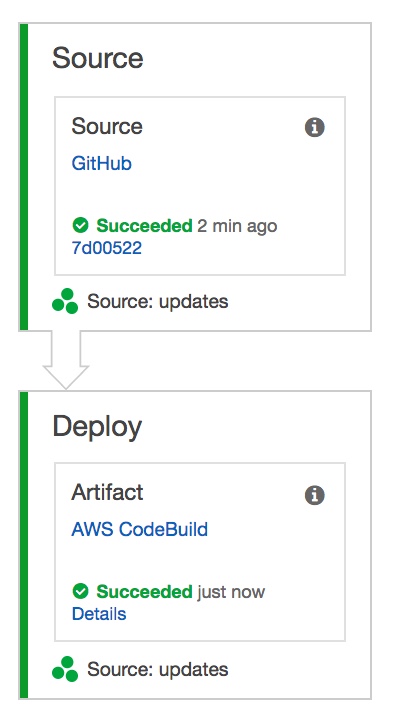 Source
Source
GitHub
Succeeded 2 min ago
7d00522
Source: updates
Deploy
Artifact
AWS CodeBuild
Succeeded just now
Details
Source: updates